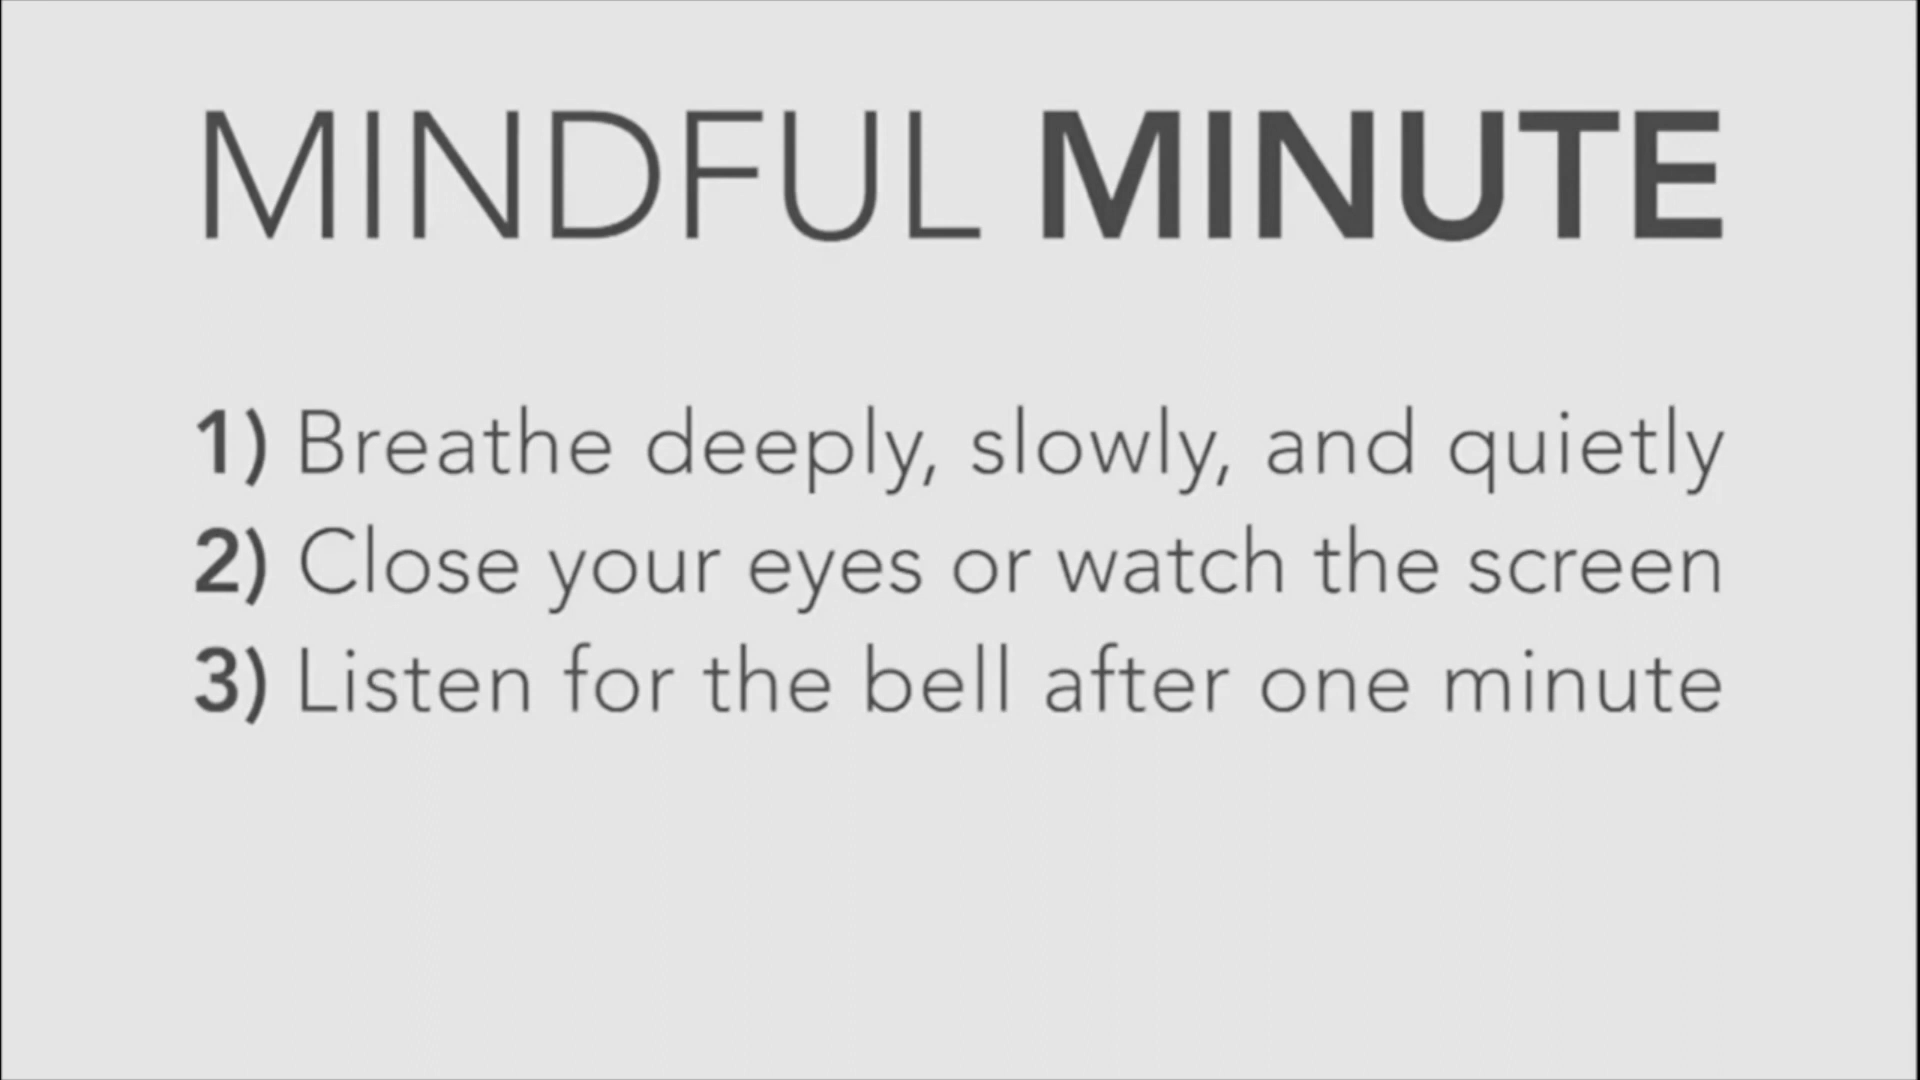 MINDFUL MINUTE
1) Breathe deeply, slowly, and quietly
2) Close your eyes or watch the screen
3) Listen for the bell after one minute